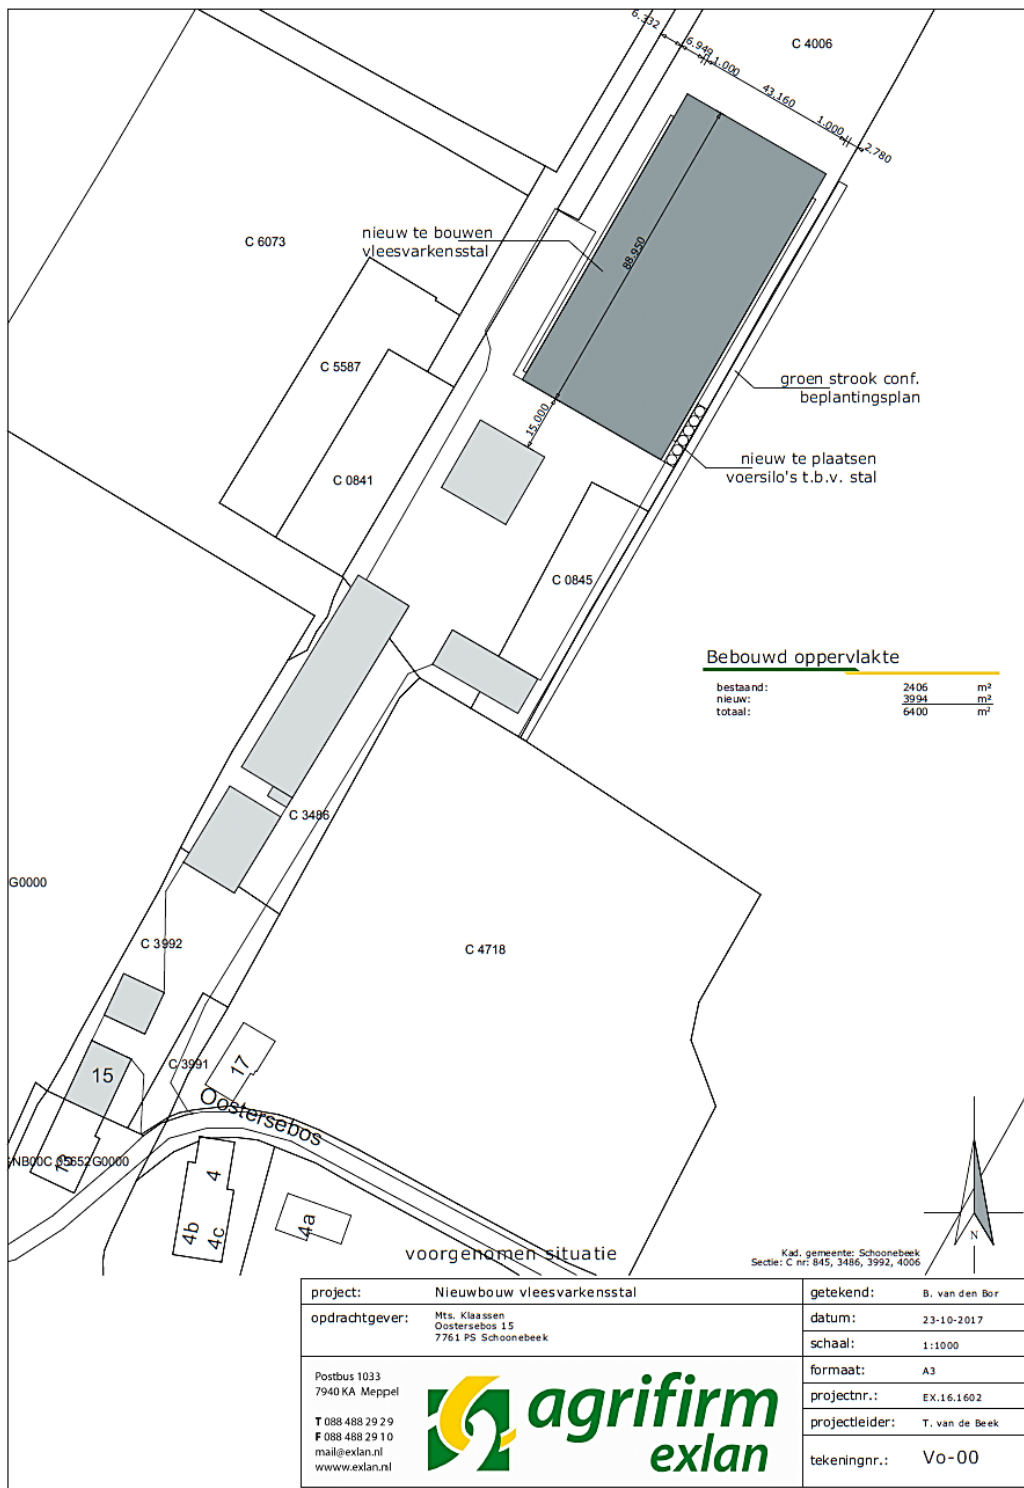 6.332
6.949
1.000
43.160
1.000
2.780
C 4006
C 6073
nieuw te bouwen
vleesvarkensstal
88.950
C 5587
groen strook conf.
beplantingsplan
15.000
nieuw te plaatsen
voersilo's t.b.v. stal
C 0841
C 0845
Bebouwd oppervlakte
bestaand: 2406 m²
nieuw: 3994 m²
totaal: 6400 m²
C 3486
G0000
C 3992
C 4718
C 3991
17
15
Oostersebos
13
4
4b
4c
4a
N
voorgenomen situatie
Kad. gemeente: Schoonebeek
Sectie: C nr: 845, 3486, 3992, 4006
project: Nieuwbouw vleesvarkensstal
opdrachtgever: Mts. Klaassen
Oostersebos 15
7761 PS Schoonebeek
getekend: B. van den Bor
datum: 23-10-2017
schaal: 1:1000
formaat: A3
projectnr.: EX.16.1602
projectleider: T. van de Beek
tekeningnr.: Vo-00
Postbus 1033
7940 KA Meppel
T 088 488 29 29
F 088 488 29 10
mail@exlan.nl
wwww.exlan.nl
agrifirm
exlan